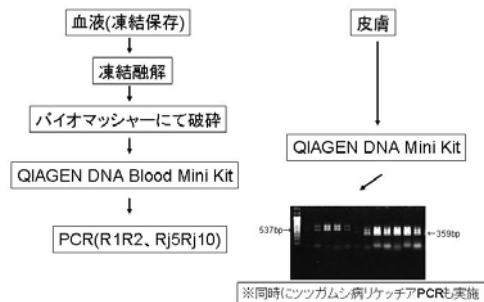 血液(凍結保存)
凍結融解
バイオマッシャーにて破砕
QIAGEN DNA Blood Mini Kit
PCR(R1R2、Rj5Rj10)
皮膚
QIAGEN DNA Mini Kit
537bp→
←359bp
※同時にツツガムシ病リケッチアPCRも実施